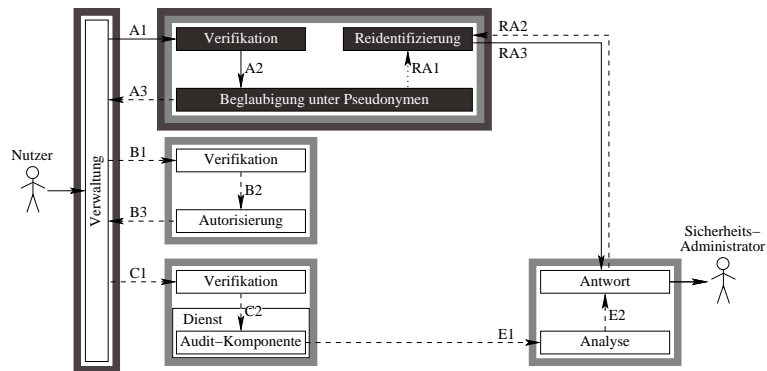 A1
Verifikation
Reidentifizierung
RA2
RA3
A2
RA1
A3
Beglaubigung unter Pseudonymen
Nutzer
Verwaltung
B1
Verifikation
B2
B3
Autorisierung
Sicherheits–
Administrator
C1
Verifikation
Antwort
Dienst
C2
E1
E2
Audit–Komponente
Analyse